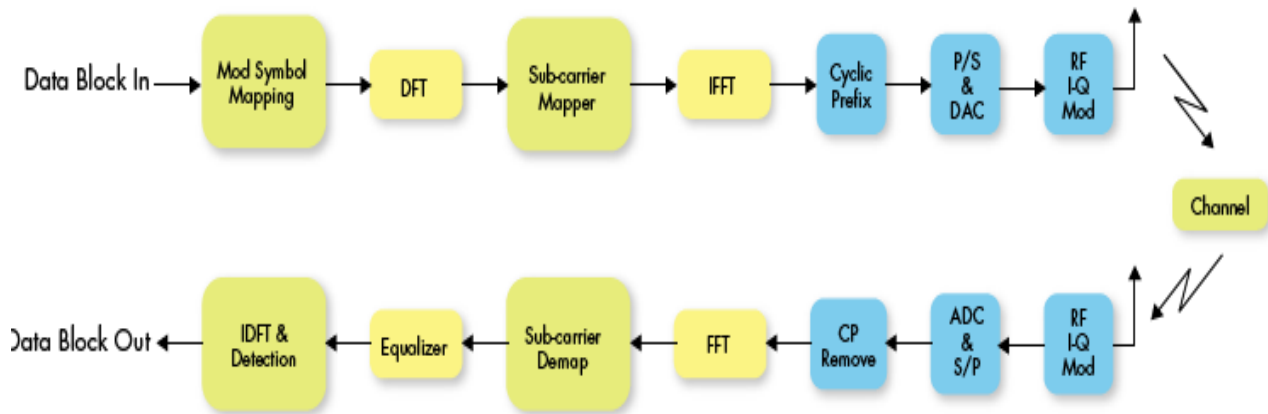 Data Block In
Mod Symbol
Mapping
DFT
Sub-carrier
Mapper
IFFT
Cyclic
Prefix
P/S
&
DAC
RF
I-Q
Mod
Channel
Data Block Out
IDFT &
Detection
Equalizer
Sub-carrier
Demap
FFT
CP
Remove
ADC
&
S/P
RF
I-Q
Mod